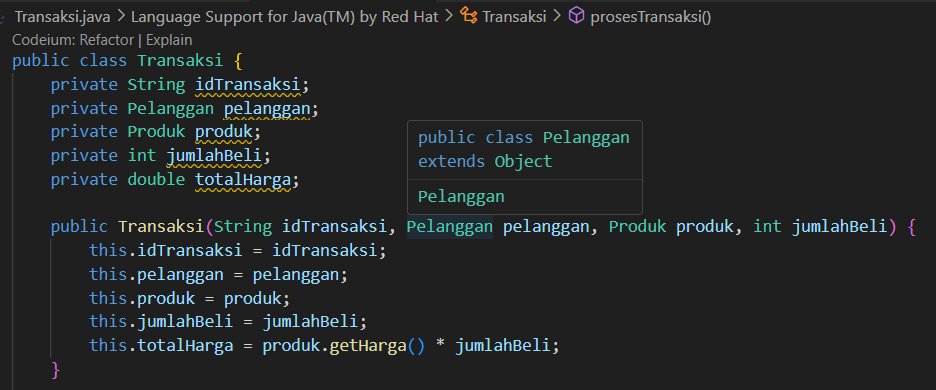 Transaksi.java > Language Support for Java(TM) by Red Hat > Transaksi > prosesTransaksi()
Codeium: Refactor | Explain
public class Transaksi {
private String idTransaksi;
private Pelanggan pelanggan;
private Produk produk;
private int jumlahBeli;
private double totalHarga;
public class Pelanggan
extends Object
Pelanggan
public Transaksi(String idTransaksi, Pelanggan pelanggan, Produk produk, int jumlahBeli) {
this.idTransaksi = idTransaksi;
this.pelanggan = pelanggan;
this.produk = produk;
this.jumlahBeli = jumlahBeli;
this.totalHarga = produk.getHarga() * jumlahBeli;
}